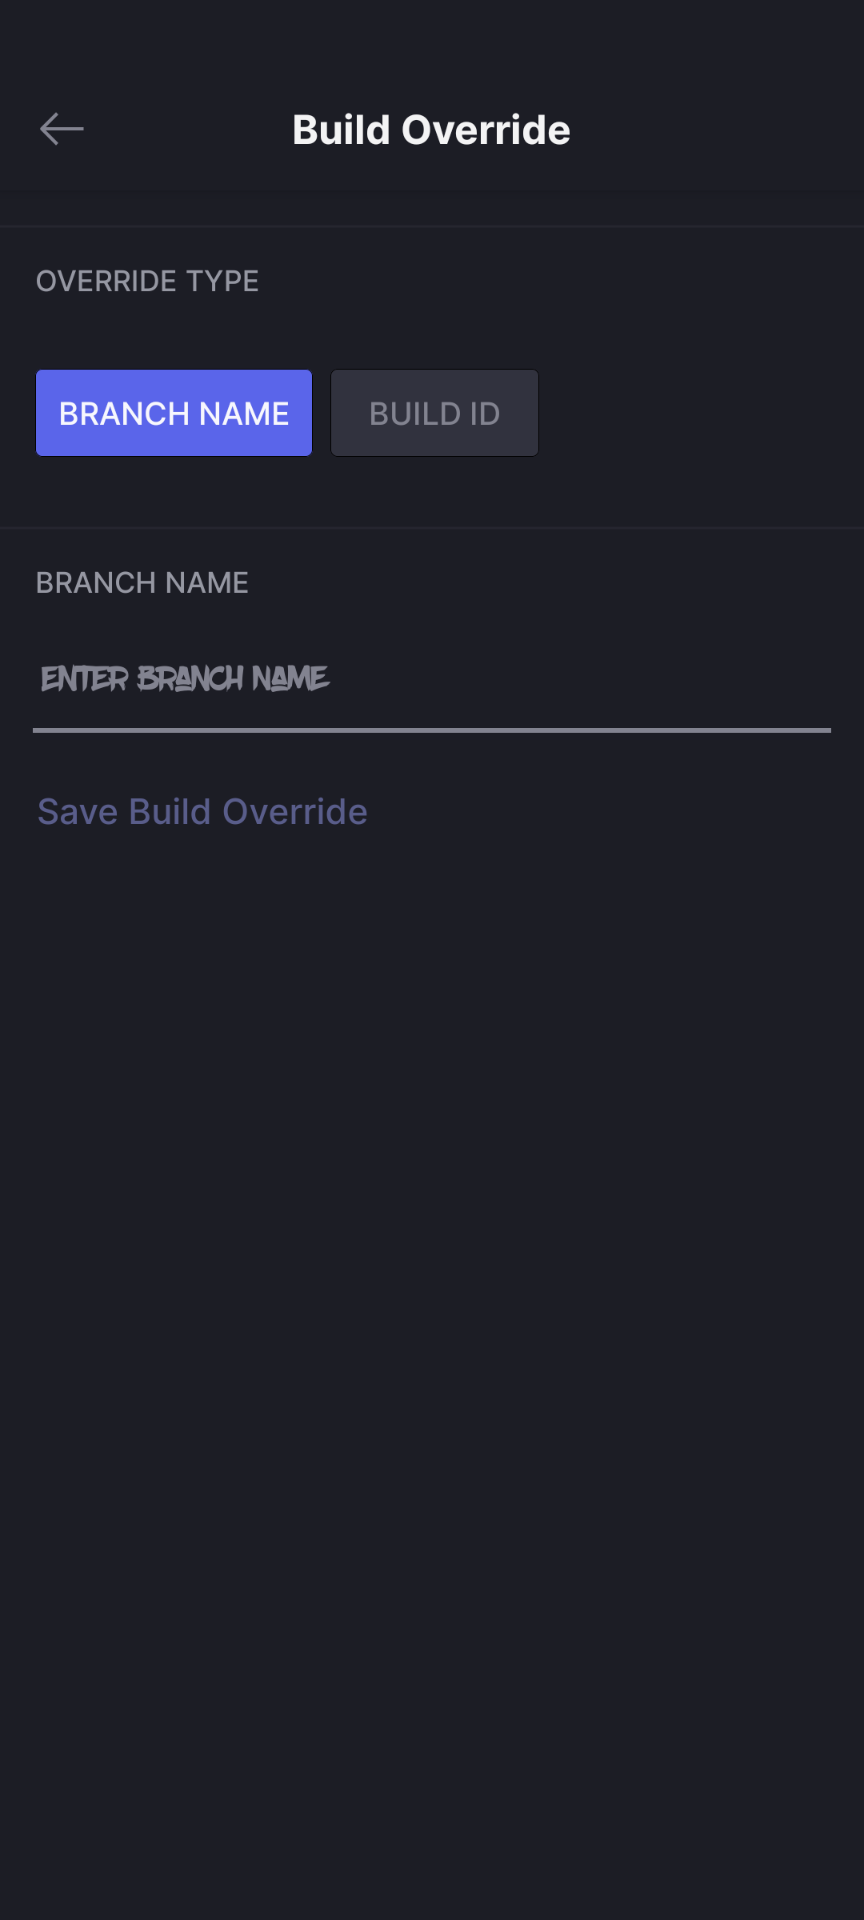 Build Override
OVERRIDE TYPE
BRANCH NAME BUILD ID
BRANCH NAME
ENTER BRANCH NAME
Save Build Override